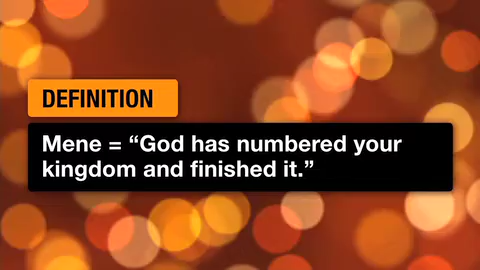 DEFINITION
Mene = “God has numbered your
kingdom and finished it.”